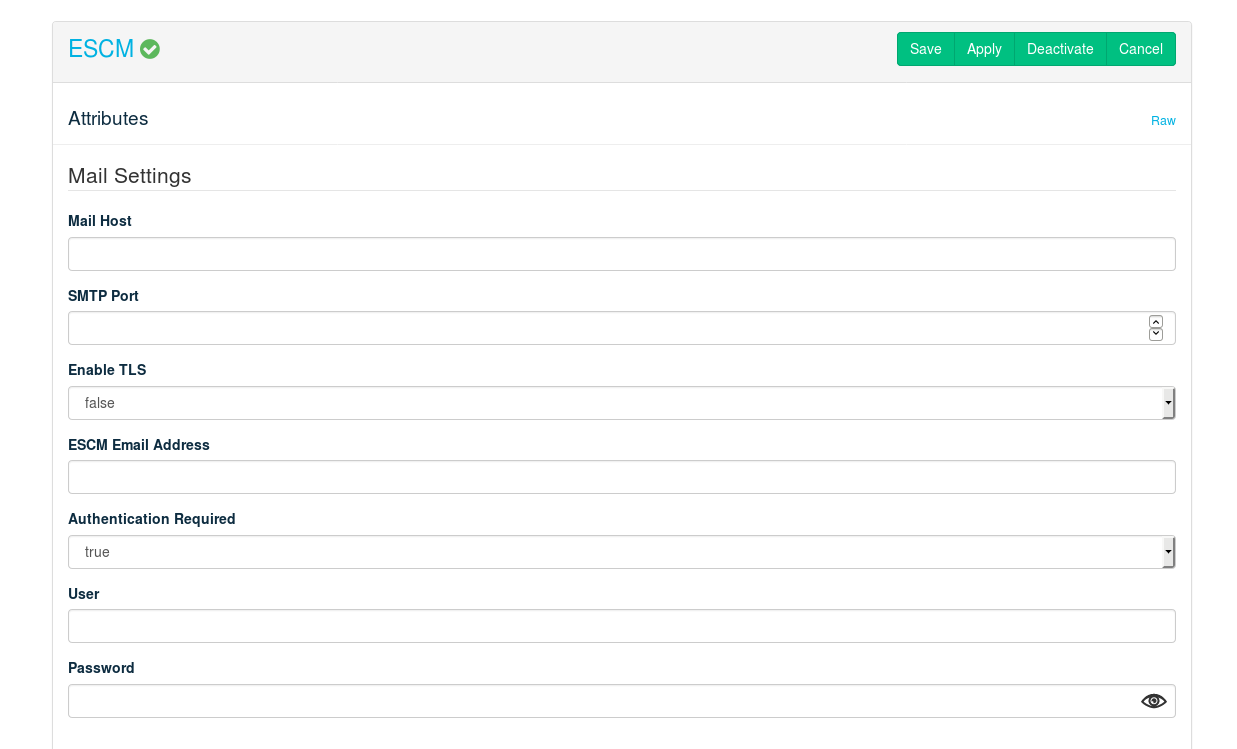 ESCM
Save Apply Deactivate Cancel
Attributes
Raw
Mail Settings
Mail Host
SMTP Port
Enable TLS
false
ESCM Email Address
Authentication Required
true
User
Password